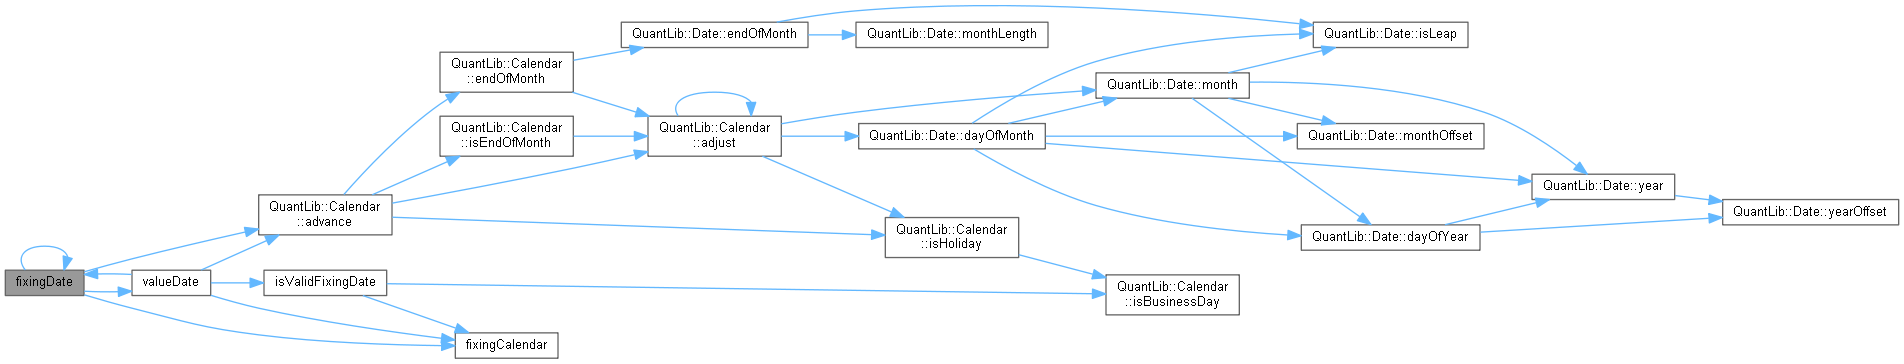 fixingDate
valueDate
QuantLib::Calendar
::advance
isValidFixingDate
fixingCalendar
QuantLib::Calendar
::endOfMonth
QuantLib::Calendar
::isEndOfMonth
QuantLib::Date::endOfMonth
QuantLib::Calendar
::adjust
QuantLib::Date::monthLength
QuantLib::Date::dayOfMonth
QuantLib::Calendar
::isHoliday
QuantLib::Date::month
QuantLib::Calendar
::isBusinessDay
QuantLib::Date::isLeap
QuantLib::Date::monthOffset
QuantLib::Date::dayOfYear
QuantLib::Date::year
QuantLib::Date::yearOffset